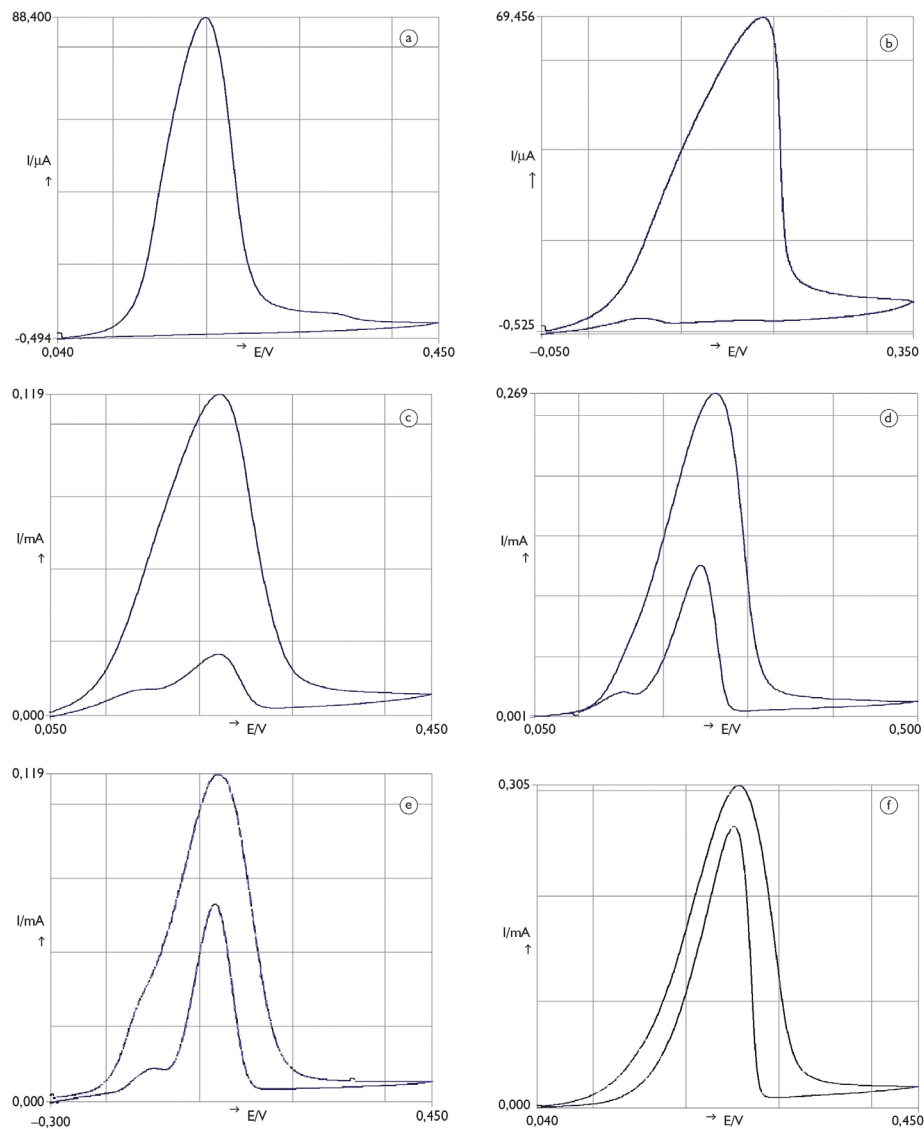 88,400
a
I/μA
↑
-0,494
0,040
→ E/V
0,450
69,456
b
I/μA
↑
-0,525
−0,050
→ E/V
0,350
0,119
c
I/mA
↑
0,000
0,050
→ E/V
0,450
0,269
d
I/mA
↑
0,001
0,050
→ E/V
0,500
0,119
e
I/mA
↑
0,000
−0,300
→ E/V
0,450
0,305
f
I/mA
↑
0,000
0,040
→ E/V
0,450